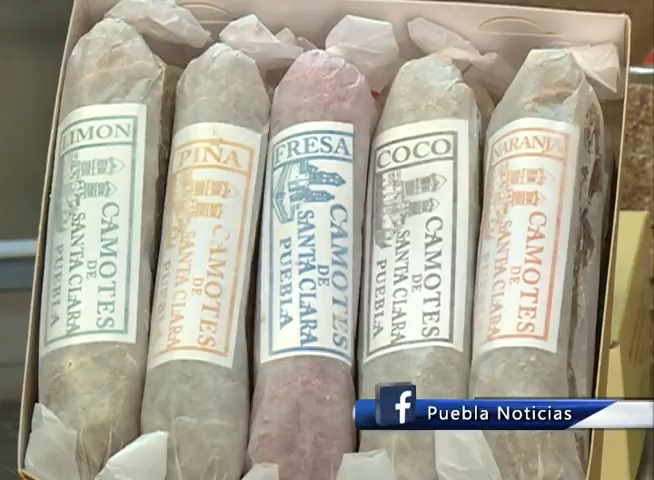 LIMON
CAMOTES
DE
SANTA CLARA
PUEBLA
PIÑA
CAMOTES
DE
SANTA CLARA
PUEBLA
FRESA
CAMOTES
DE
SANTA CLARA
PUEBLA
COCO
CAMOTES
DE
SANTA CLARA
PUEBLA
NARANJA
CAMOTES
DE
SANTA CLARA
PUEBLA
f Puebla Noticias